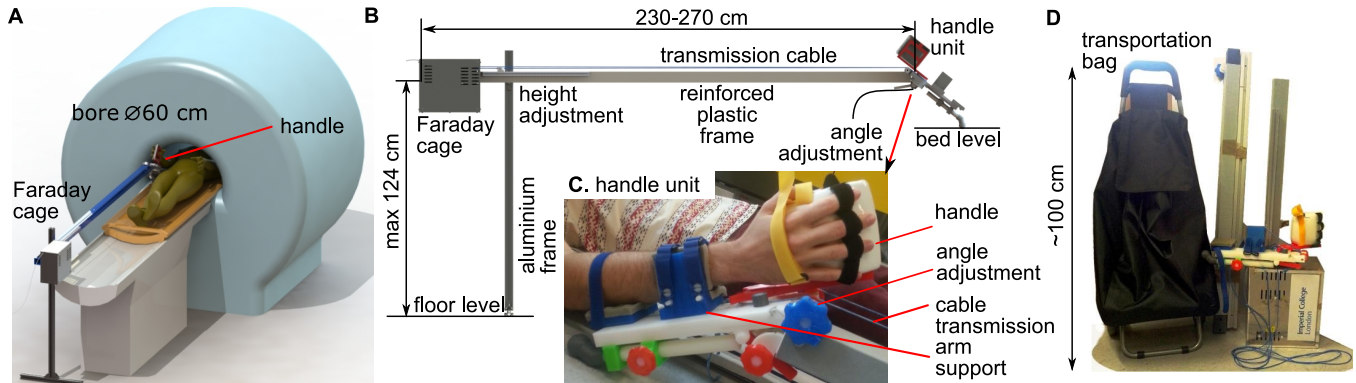 A
bore Ø60 cm
handle
Faraday
cage
B
230-270 cm
handle
unit
transmission cable
height
adjustment
reinforced
plastic
frame
Faraday
cage
angle
adjustment
bed level
max 124 cm
aluminium
frame
floor level
C. handle unit
handle
angle
adjustment
cable
transmission
arm
support
D
transportation
bag
~100 cm
Imperial College
London